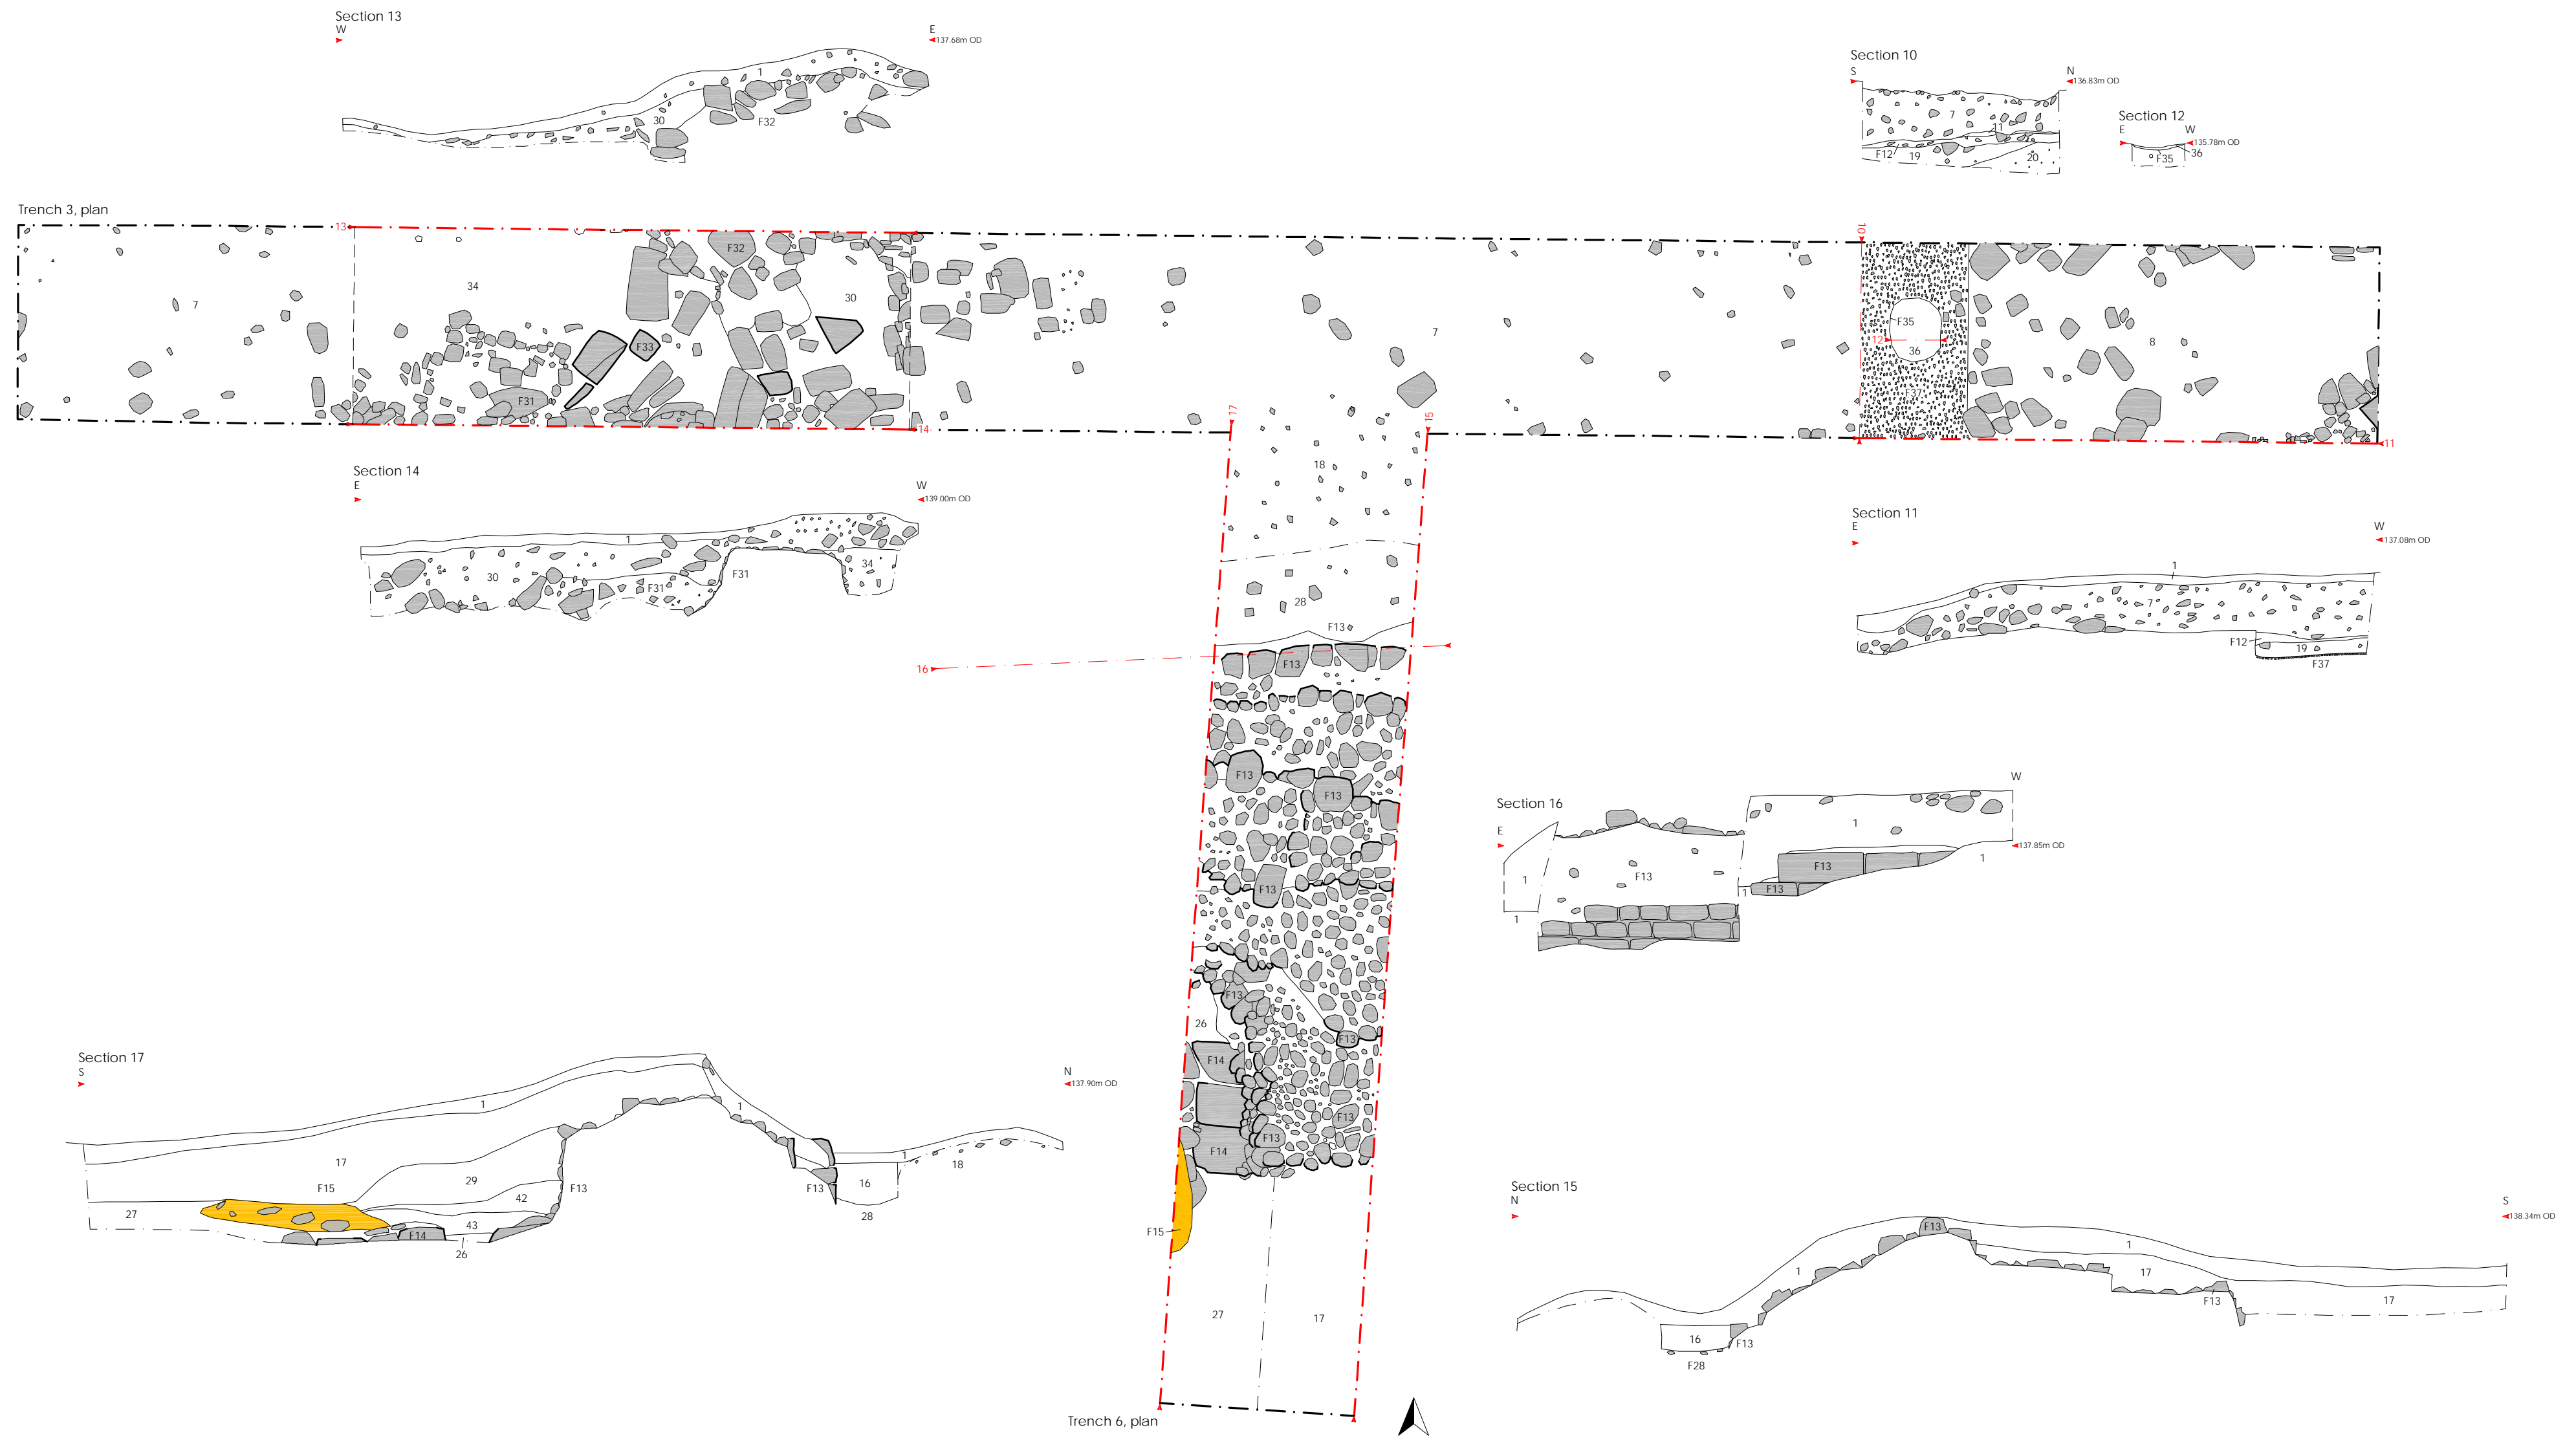 Section 13
W
E
137.68m OD
1
30
F32
Section 10
S
N
136.83m OD
7
11
F12
19
20
Section 12
E
W
135.78m OD
36
F35
Trench 3, plan
13
10
7
34
F32
30
F33
F31
14
7
F35
12
36
F37
8
11
17
15
18
28
F13
F13
16
Section 14
E
W
139.00m OD
1
30
F31
F31
34
Section 11
E
W
137.08m OD
1
7
F12
19
F37
F13
F13
F13
F13
26
F13
F14
F13
F13
F14
F15
27
17
Trench 6, plan
Section 16
E
W
137.85m OD
1
1
F13
F13
F13
1
1
1
Section 17
S
N
137.90m OD
1
1
17
29
F15
42
F13
27
43
F14
26
F13
16
28
1
18
Section 15
N
S
138.34m OD
F13
1
1
17
F13
17
16
F13
F28